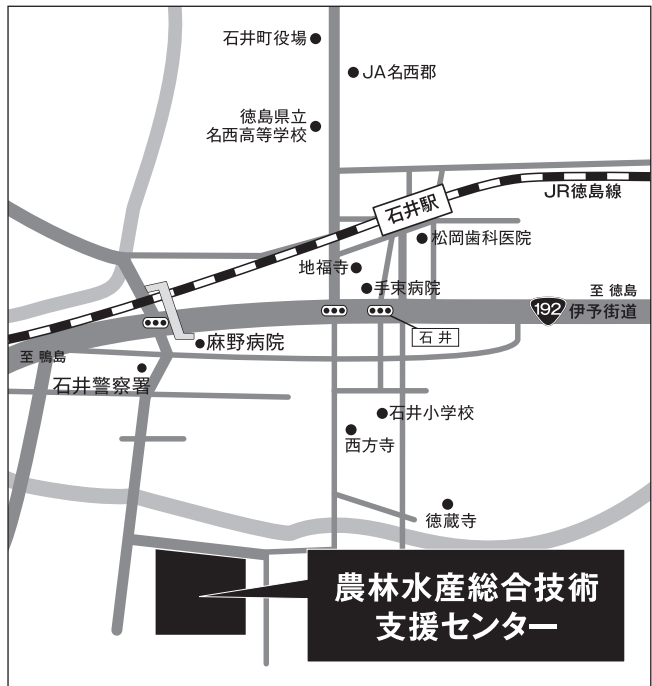 石井町役場
JA名西郡
徳島県立
名西高等学校
JR徳島線
石井駅
松岡歯科医院
地福寺
手束病院
至 徳島
192
伊予街道
石井
麻野病院
至 鴨島
石井警察署
石井小学校
西方寺
徳蔵寺
農林水産総合技術
支援センター